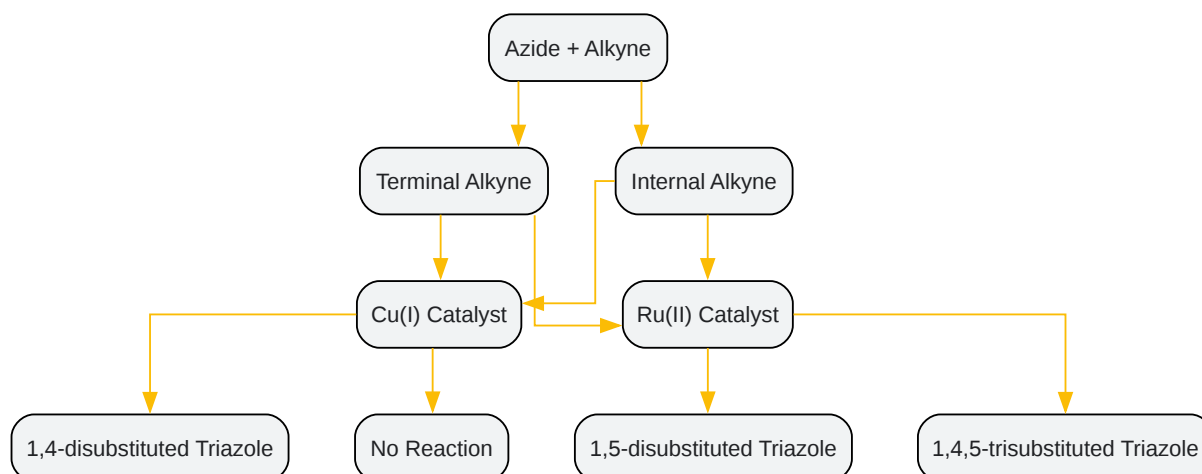 Azide + Alkyne
Terminal Alkyne
Internal Alkyne
Cu(I) Catalyst
Ru(II) Catalyst
1,4-disubstituted Triazole
No Reaction
1,5-disubstituted Triazole
1,4,5-trisubstituted Triazole